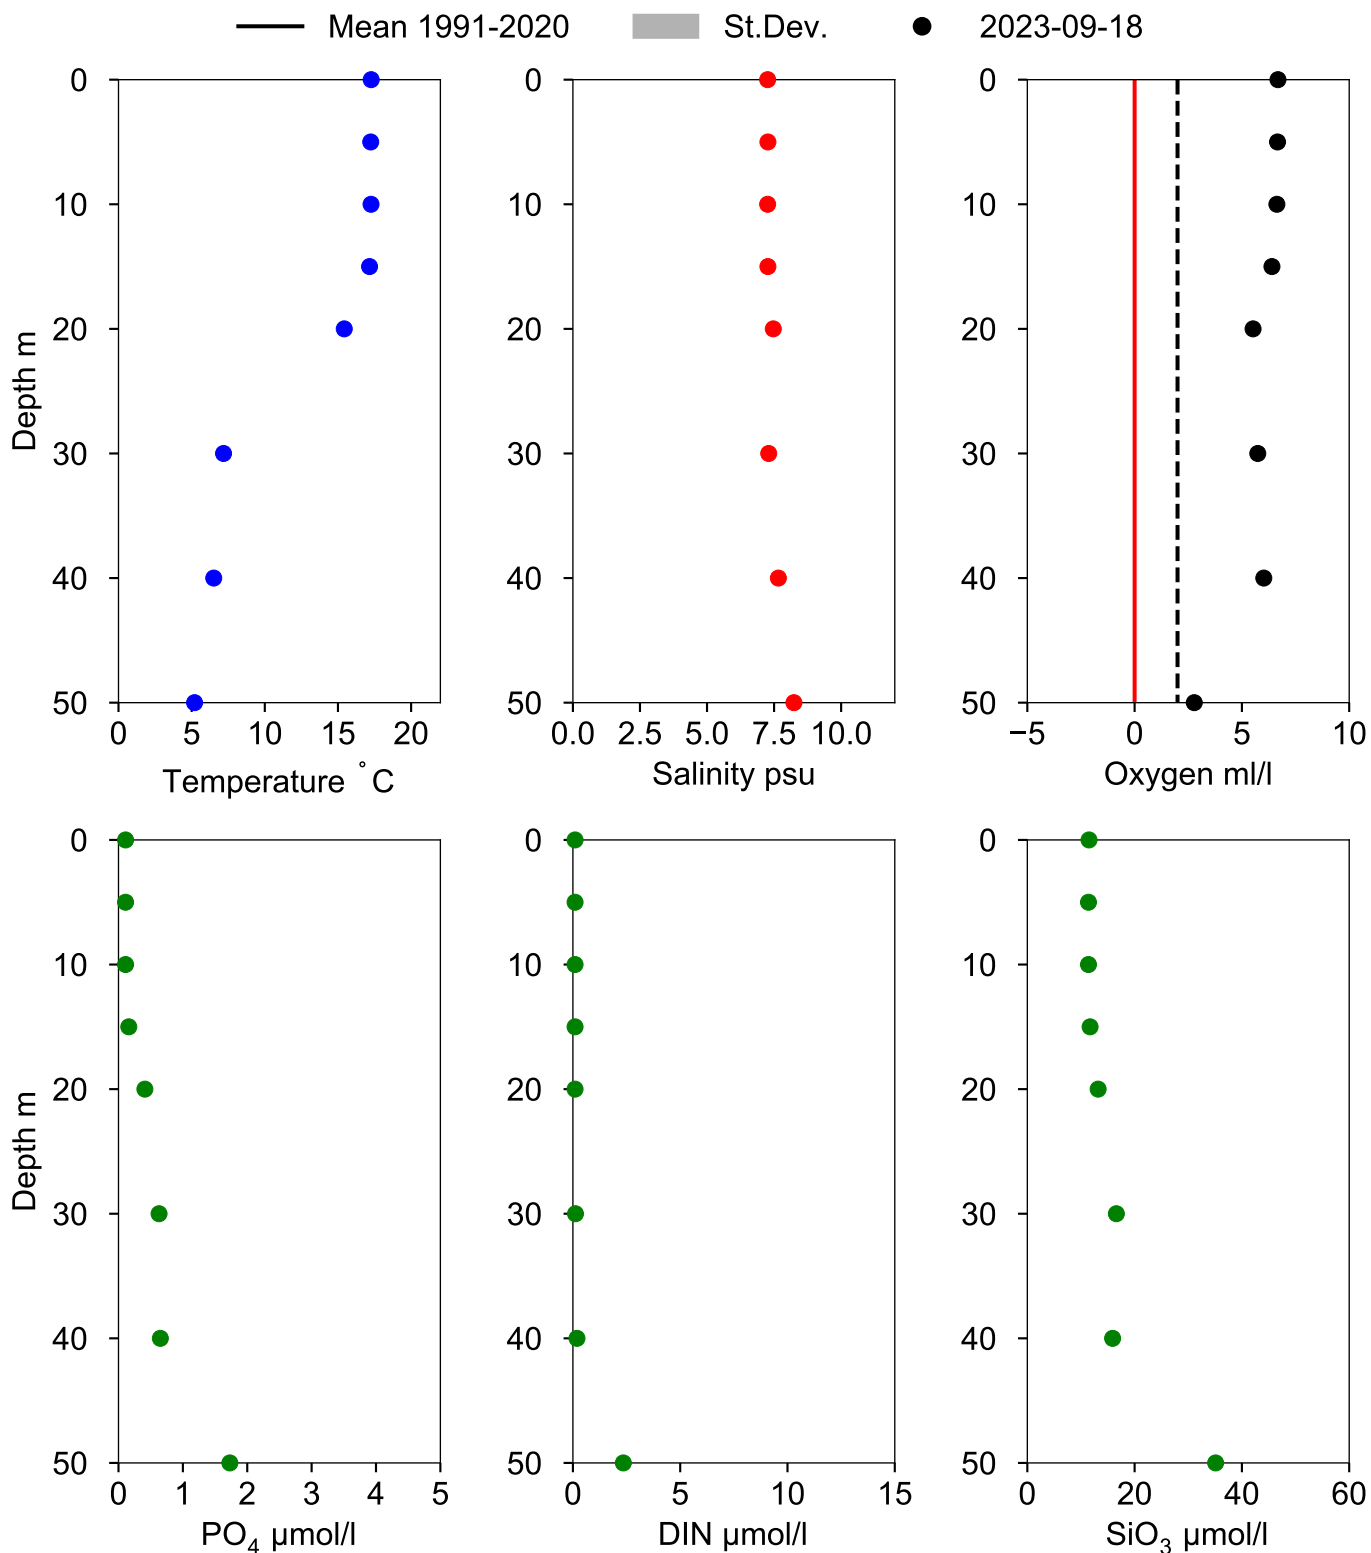 Mean 1991-2020 St.Dev. 2023-09-18
0 0 0
10 10 10
20 20 20
30 30 30
40 40 40
50 50 50
Depth m
0 5 10 15 20 0.0 2.5 5.0 7.5 10.0 −5 0 5 10
Temperature °C Salinity psu Oxygen ml/l
0 0 0
10 10 10
20 20 20
30 30 30
40 40 40
50 50 50
Depth m
0 1 2 3 4 5 0 5 10 15 0 20 40 60
PO₄ µmol/l DIN µmol/l SiO₃ µmol/l